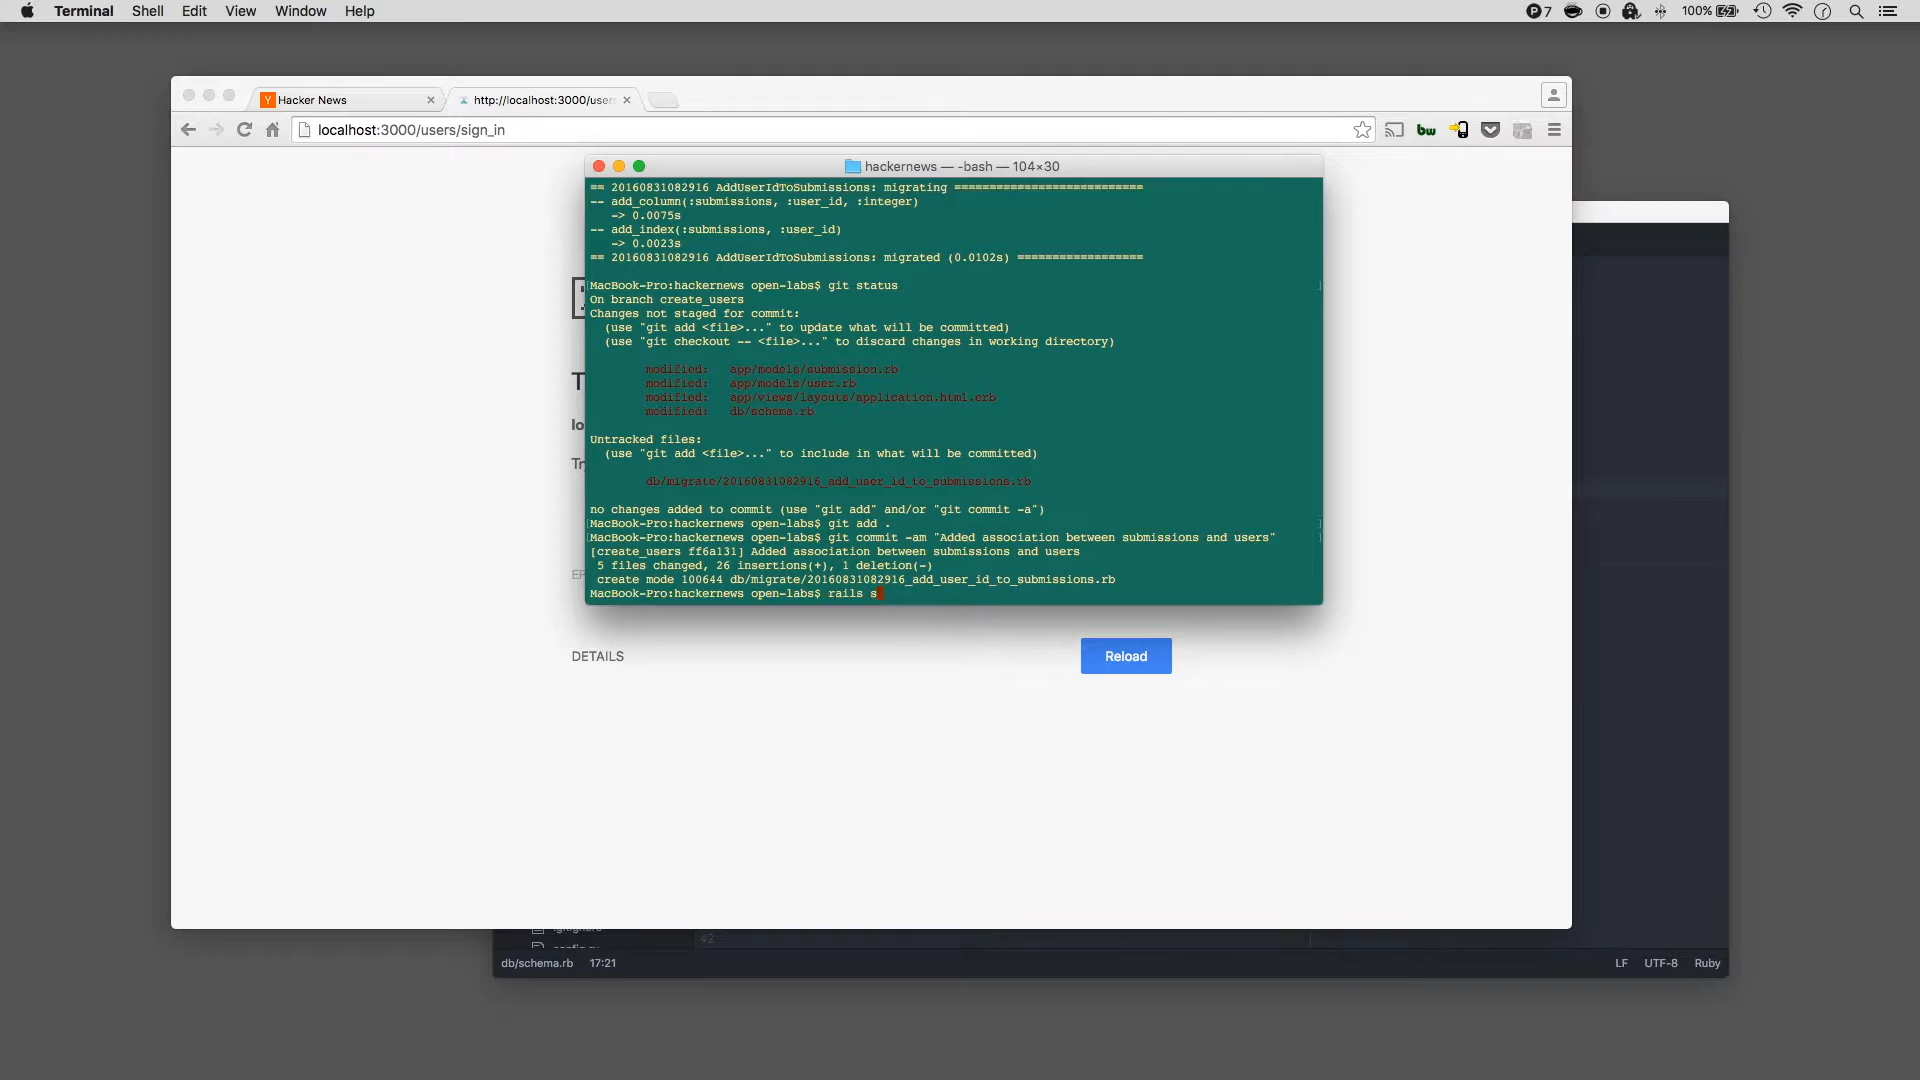 Terminal Shell Edit View Window Help
7 100%
Hacker News
http://localhost:3000/user
localhost:3000/users/sign_in
bw
hackernews — -bash — 104×30
== 20160831082916 AddUserIdToSubmissions: migrating ===========================
-- add_column(:submissions, :user_id, :integer)
-> 0.0075s
-- add_index(:submissions, :user_id)
-> 0.0023s
== 20160831082916 AddUserIdToSubmissions: migrated (0.0102s) ==================
MacBook-Pro:hackernews open-labs$ git status
On branch create_users
Changes not staged for commit:
(use "git add <file>..." to update what will be committed)
(use "git checkout -- <file>..." to discard changes in working directory)
modified: app/models/submission.rb
modified: app/models/user.rb
modified: app/views/layouts/application.html.erb
modified: db/schema.rb
Untracked files:
(use "git add <file>..." to include in what will be committed)
db/migrate/20160831082916_add_user_id_to_submissions.rb
no changes added to commit (use "git add" and/or "git commit -a")
[MacBook-Pro:hackernews open-labs$ git add .
[MacBook-Pro:hackernews open-labs$ git commit -am "Added association between submissions and users"
[create_users ff6a131] Added association between submissions and users
5 files changed, 26 insertions(+), 1 deletion(-)
create mode 100644 db/migrate/20160831082916_add_user_id_to_submissions.rb
MacBook-Pro:hackernews open-labs$ rails s
DETAILS
Reload
42
db/schema.rb 17:21
LF UTF-8 Ruby